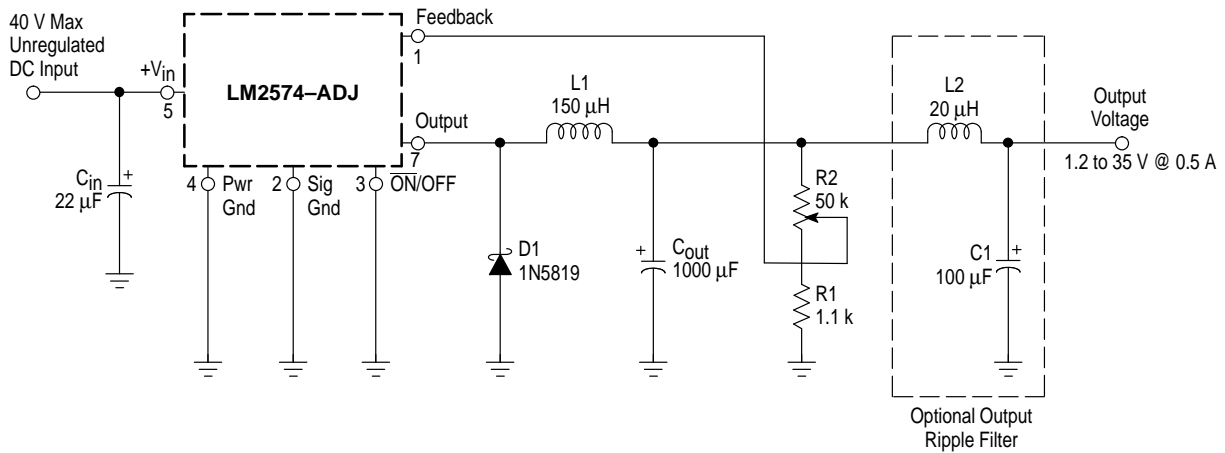 40 V Max
Unregulated
DC Input
+Vin
5
LM2574–ADJ
Feedback
1
Output
7
4
Pwr
Gnd
2
Sig
Gnd
3
ON/OFF
Cin
22 µF
+
L1
150 µH
D1
1N5819
+
Cout
1000 µF
R2
50 k
R1
1.1 k
L2
20 µH
+
C1
100 µF
Output
Voltage
1.2 to 35 V @ 0.5 A
Optional Output
Ripple Filter